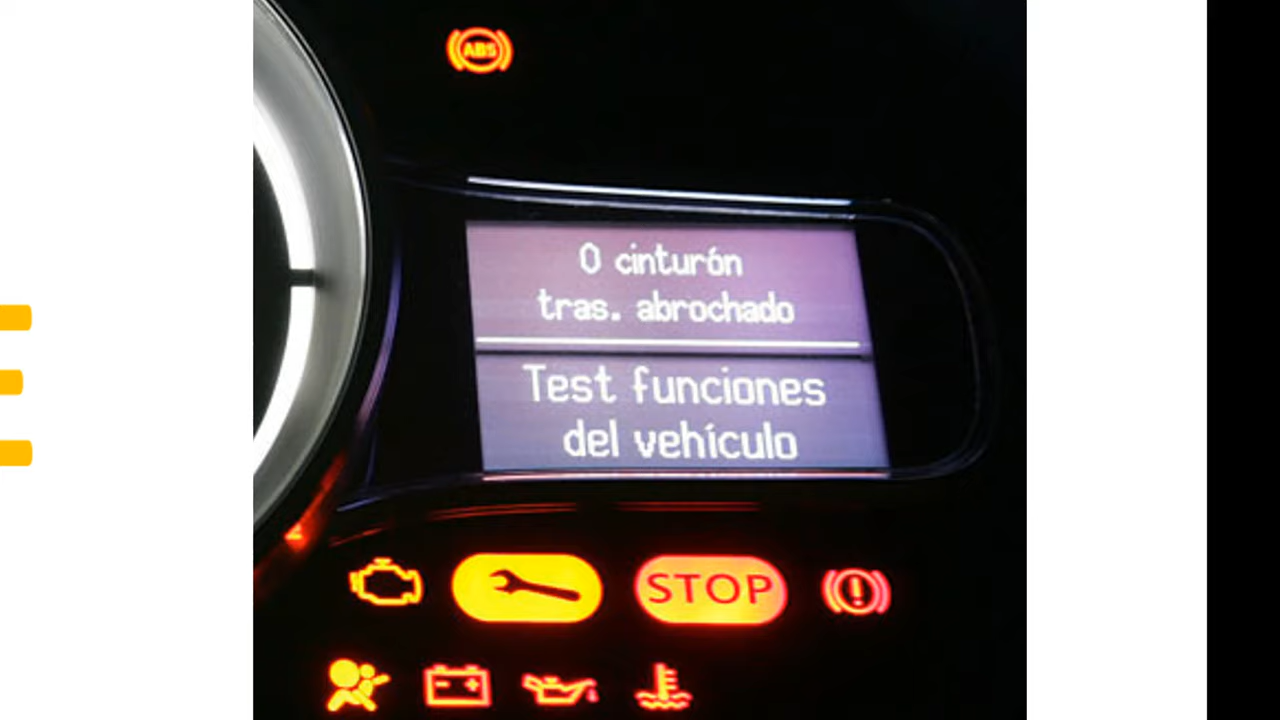 ABS
0 cinturón
tras. abrochado
Test funciones
del vehículo
STOP